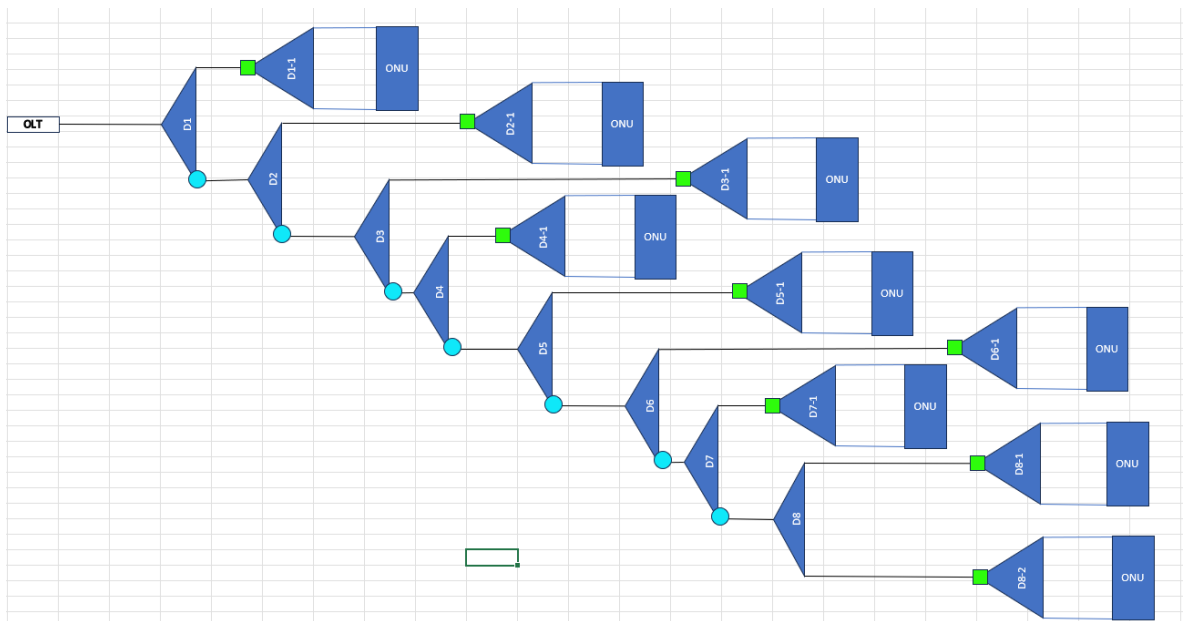 OLT
D1
D1-1
ONU
D2
D2-1
ONU
D3
D3-1
ONU
D4
D4-1
ONU
D5
D5-1
ONU
D6
D6-1
ONU
D7
D7-1
ONU
D8
D8-1
ONU
D8-2
ONU